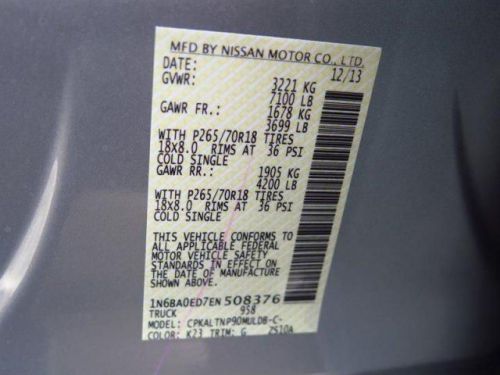 MFD BY NISSAN MOTOR CO., LTD.
DATE: 12/13
GVWR: 3221 KG
7100 LB
GAWR FR.: 1678 KG
3699 LB
WITH P265/70R18 TIRES
18x8.0 RIMS AT 36 PSI
COLD SINGLE
GAWR RR.: 1905 KG
4200 LB
WITH P265/70R18 TIRES
18x8.0 RIMS AT 36 PSI
COLD SINGLE
THIS VEHICLE CONFORMS TO
ALL APPLICABLE FEDERAL
MOTOR VEHICLE SAFETY
STANDARDS IN EFFECT ON
THE DATE OF MANUFACTURE
SHOWN ABOVE.
1N6BA0ED7EN508376
TRUCK 958
MODEL: CPKALTNP90MULDB-C-
COLOR: K23 TRIM: G ZS10A